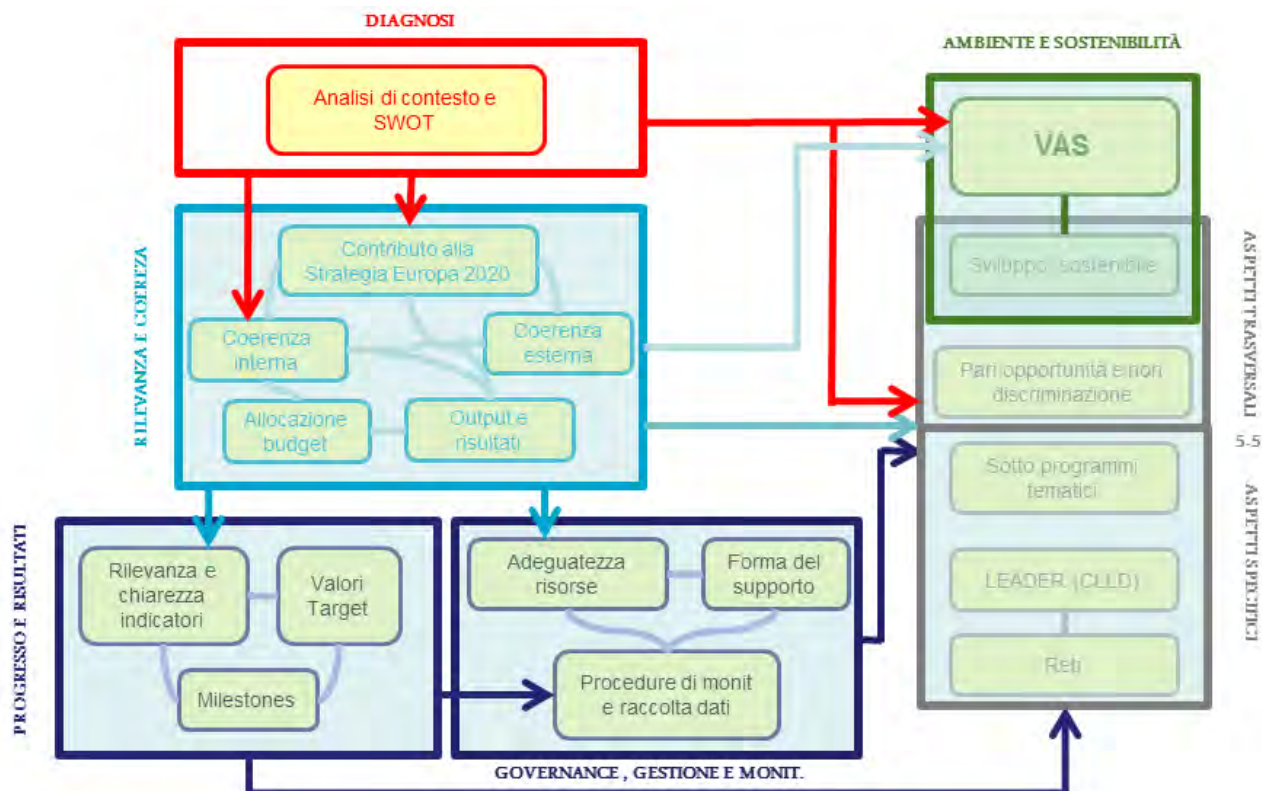 DIAGNOSI
AMBIENTE E SOSTENIBILITÀ
Analisi di contesto e
SWOT
VAS
Contributo alla
Strategia Europa 2020
Sviluppo sostenibile
RILEVANZA E COEREZA
Coerenza
interna
Coerenza
esterna
Pari opportunità e non
discriminazione
ASPETTI TRASVERSALI
Allocazione
budget
Output e
risultati
5-5
Sotto programmi
tematici
ASPETTI SPECIFICI
PROGRESSO E RISULTATI
Rilevanza e
chiarezza
indicatori
Valori
Target
Adeguatezza
risorse
Forma del
supporto
LEADER (CLLD)
Reti
Milestones
Procedure di monit
e raccolta dati
GOVERNANCE , GESTIONE E MONIT.